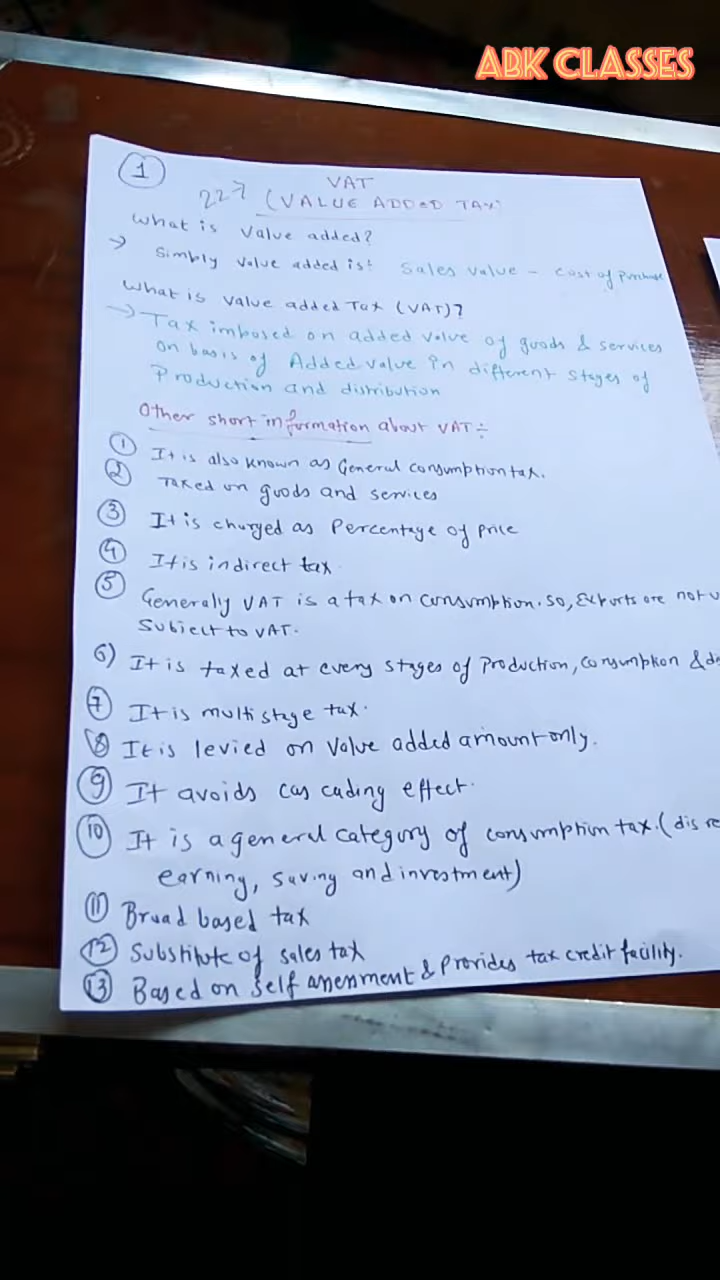 ABK CLASSES
1
VAT
227 (VALUE ADDED TAX)
What is Value added?
→ Simply value added is: Sales value - Cost of Purchase
What is value added Tax (VAT)?
→ Tax imposed on added value of goods & services
on basis of Added value in different stages of
Production and distribution
Other short information about VAT ÷
1 It is also known as General consumption tax.
2 Taxed on goods and services
3 It is charged as Percentage of price
4 It is indirect tax
5 Generally VAT is a tax on consumption. So, Exports are not
Subject to VAT.
6) It is taxed at every stages of Production, consumption &
7 It is multi stage tax.
8 It is levied on value added amount only.
9 It avoids cascading effect.
10 It is a general category of consumption tax. (
earning, saving and investment)
11 Broad based tax
12 Substitute of sales tax
13 Based on Self assessment & provides tax credit facility.